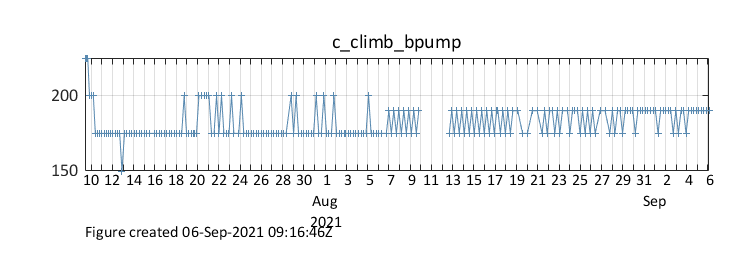 c_climb_bpump
200
150
10 12 14 16 18 20 22 24 26 28 30 1 3 5 7 9 11 13 15 17 19 21 23 25 27 29 31 2 4 6
Aug Sep
2021
Figure created 06-Sep-2021 09:16:46Z